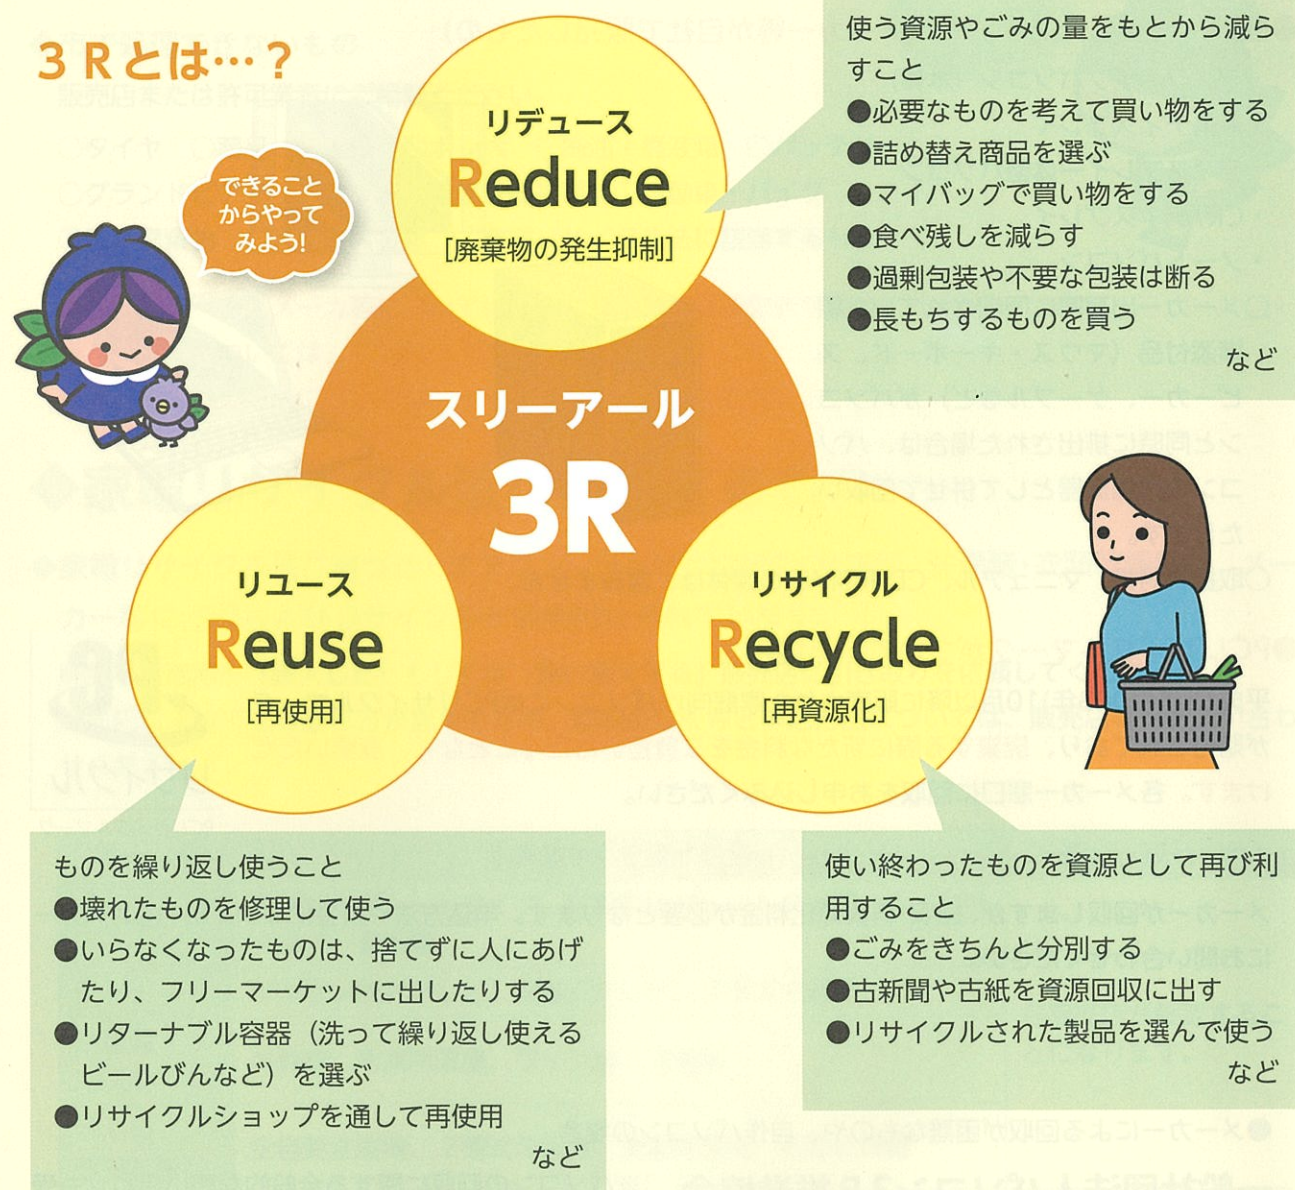 3Rとは…？
できること
からやって
みよう!
リデュース
Reduce
[廃棄物の発生抑制]
使う資源やごみの量をもとから減ら
すこと
●必要なものを考えて買い物をする
●詰め替え商品を選ぶ
●マイバッグで買い物をする
●食べ残しを減らす
●過剰包装や不要な包装は断る
●長もちするものを買う
など
スリーアール
3R
リユース
Reuse
[再使用]
リサイクル
Recycle
[再資源化]
ものを繰り返し使うこと
●壊れたものを修理して使う
●いらなくなったものは、捨てずに人にあげ
たり、フリーマーケットに出したりする
●リターナブル容器（洗って繰り返し使える
ビールびんなど）を選ぶ
●リサイクルショップを通して再使用
など
使い終わったものを資源として再び利
用すること
●ごみをきちんと分別する
●古新聞や古紙を資源回収に出す
●リサイクルされた製品を選んで使う
など